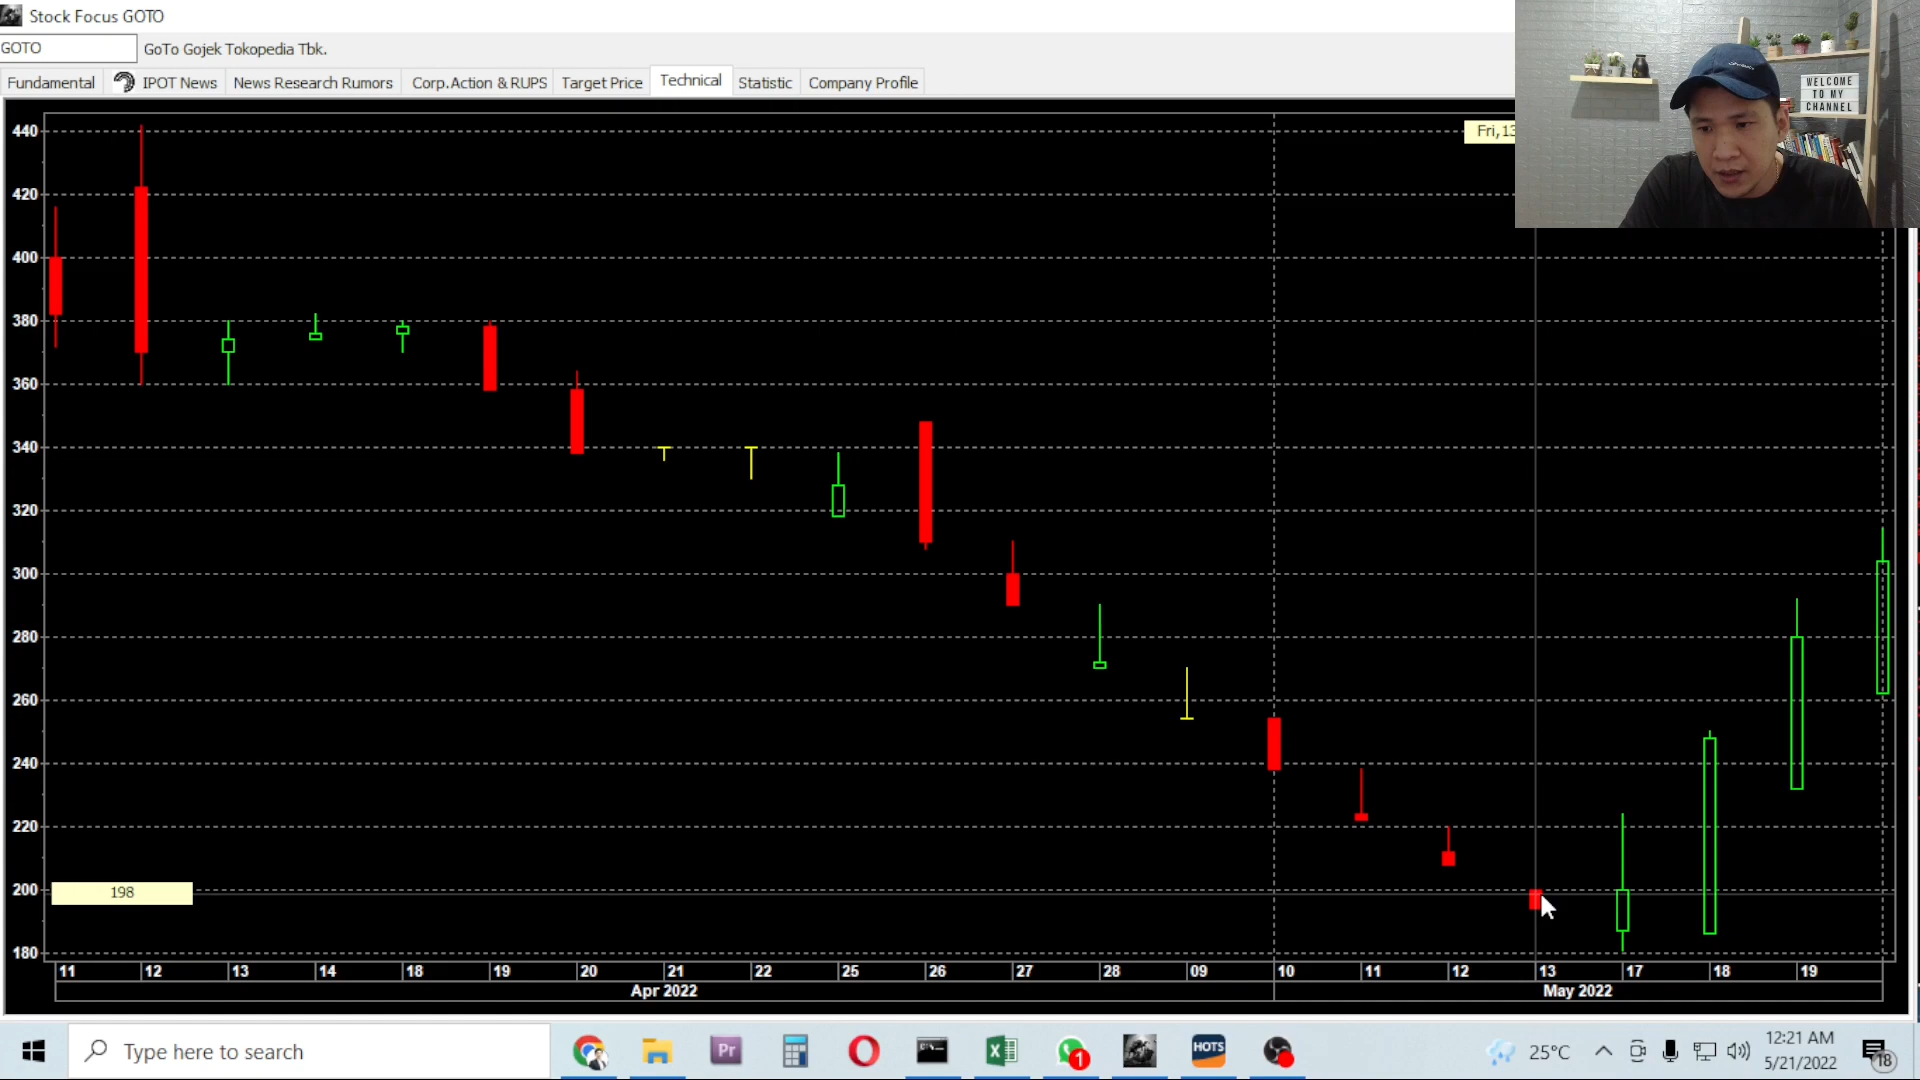 Stock Focus GOTO
GOTO GoTo Gojek Tokopedia Tbk.
Fundamental IPOT News News Research Rumors Corp.Action & RUPS Target Price Technical Statistic Company Profile
WELCOME
TO MY
CHANNEL
Fri,13
440
420
400
380
360
340
320
300
280
260
240
220
200 198
180
11 12 13 14 18 19 20 21 22 25 26 27 28 09 10 11 12 13 17 18 19
Apr 2022 May 2022
Type here to search
Pr
HOTS
1
25°C
12:21 AM
5/21/2022
18